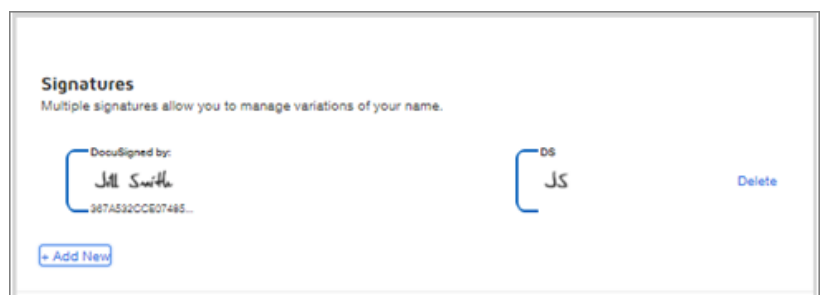 Signatures
Multiple signatures allow you to manage variations of your name.
DocuSigned by:
Jill Smith
367A532CCE07485...
DS
JS
Delete
+ Add New